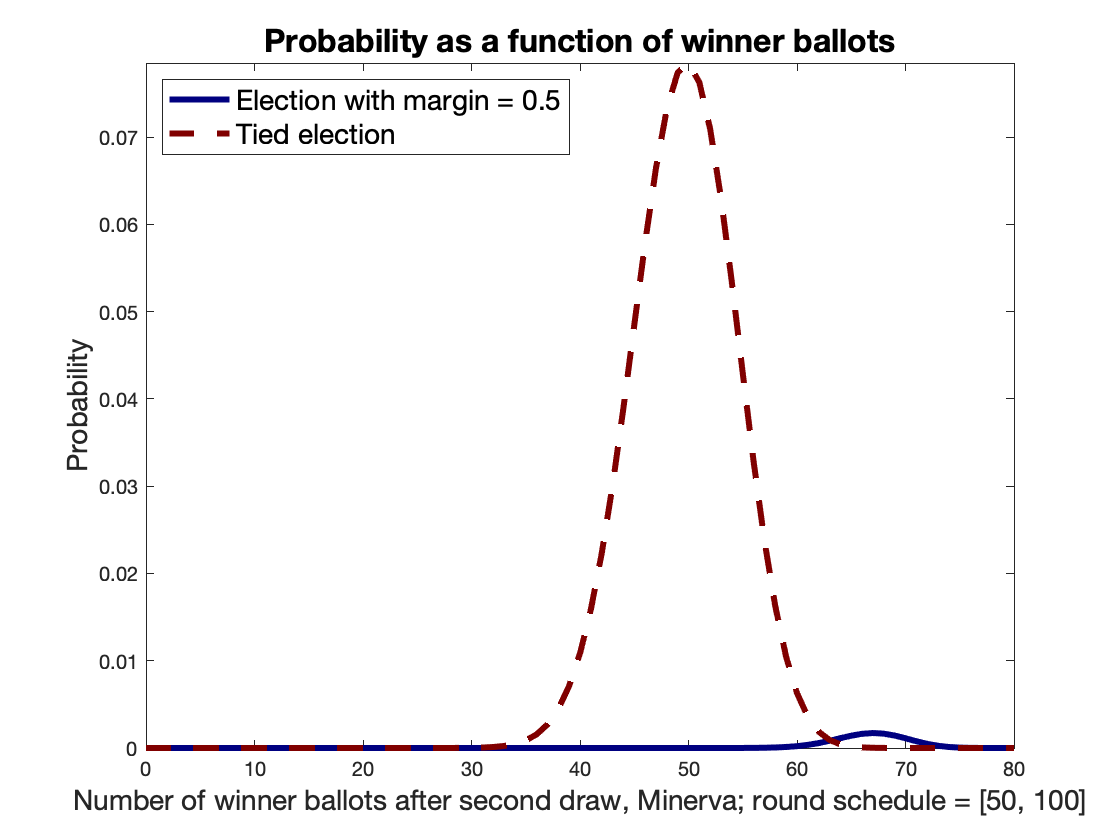 Probability as a function of winner ballots
Election with margin = 0.5
Tied election
Probability
0.07
0.06
0.05
0.04
0.03
0.02
0.01
0
0 10 20 30 40 50 60 70 80
Number of winner ballots after second draw, Minerva; round schedule = [50, 100]